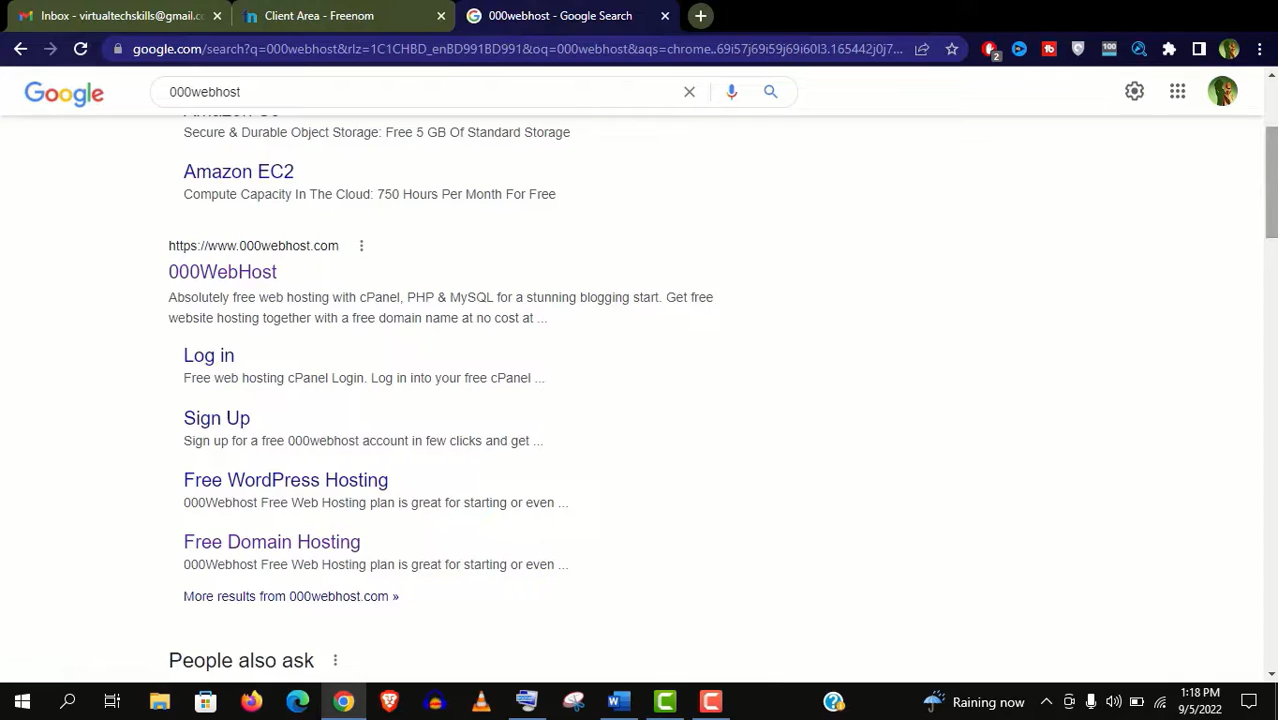 Inbox - virtualtechskills@gmail.co
Client Area - Freenom
000webhost - Google Search
google.com/search?q=000webhost&rlz=1C1CHBD_enBD991BD991&oq=000webhost&aqs=chrome..69i57j69i59j69i60l3.165442j0j7...
2
100
Google
000webhost
Secure & Durable Object Storage: Free 5 GB Of Standard Storage
Amazon EC2
Compute Capacity In The Cloud: 750 Hours Per Month For Free
https://www.000webhost.com
000WebHost
Absolutely free web hosting with cPanel, PHP & MySQL for a stunning blogging start. Get free
website hosting together with a free domain name at no cost at ...
Log in
Free web hosting cPanel Login. Log in into your free cPanel ...
Sign Up
Sign up for a free 000webhost account in few clicks and get ...
Free WordPress Hosting
000Webhost Free Web Hosting plan is great for starting or even ...
Free Domain Hosting
000Webhost Free Web Hosting plan is great for starting or even ...
More results from 000webhost.com »
People also ask
Raining now
1:18 PM
9/5/2022